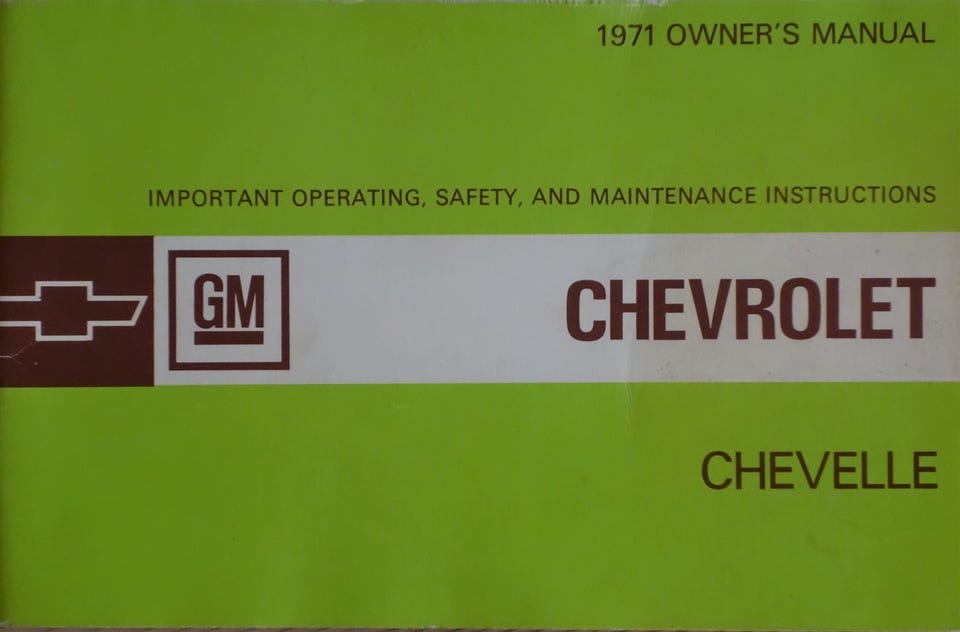 1971 OWNER'S MANUAL
IMPORTANT OPERATING, SAFETY, AND MAINTENANCE INSTRUCTIONS
GM
CHEVROLET
CHEVELLE